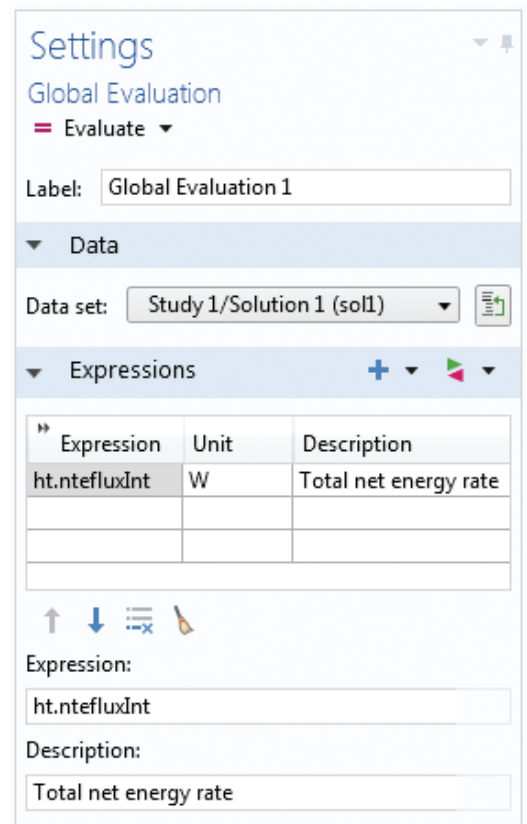 Settings
Global Evaluation
= Evaluate
Label: Global Evaluation 1
Data
Data set: Study 1/Solution 1 (sol1)
Expressions
Expression Unit Description
ht.ntefluxInt W Total net energy rate
Expression:
ht.ntefluxInt
Description:
Total net energy rate